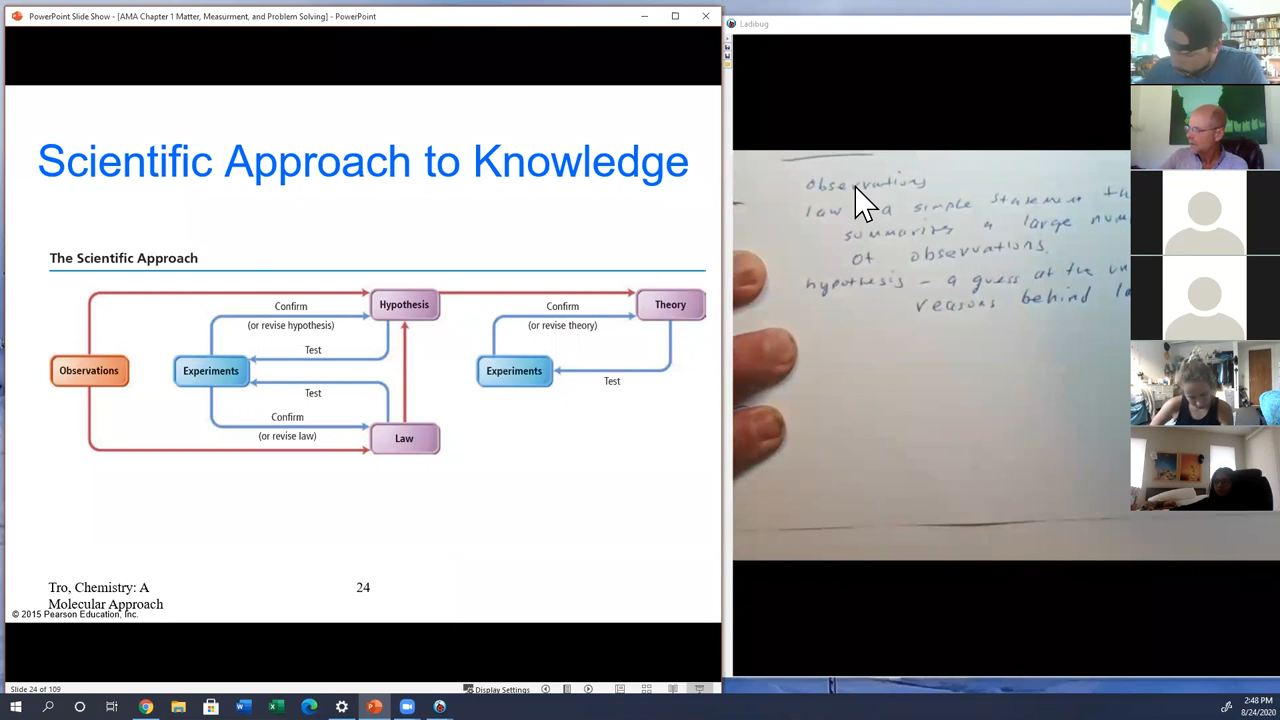 PowerPoint Slide Show - [AMA Chapter 1 Matter, Measurment, and Problem Solving] - PowerPoint
Scientific Approach to Knowledge
The Scientific Approach
Confirm
(or revise hypothesis)
Hypothesis
Test
Observations
Experiments
Test
Confirm
(or revise law)
Law
Confirm
(or revise theory)
Theory
Experiments
Test
Tro, Chemistry: A
Molecular Approach
24
© 2015 Pearson Education, Inc.
Slide 24 of 109
Display Settings
Ladibug
observations
law - a simple statement
summarizes a large
of observations.
hypothesis - a guess at the
reasons behind
4
2:48 PM
8/24/2020